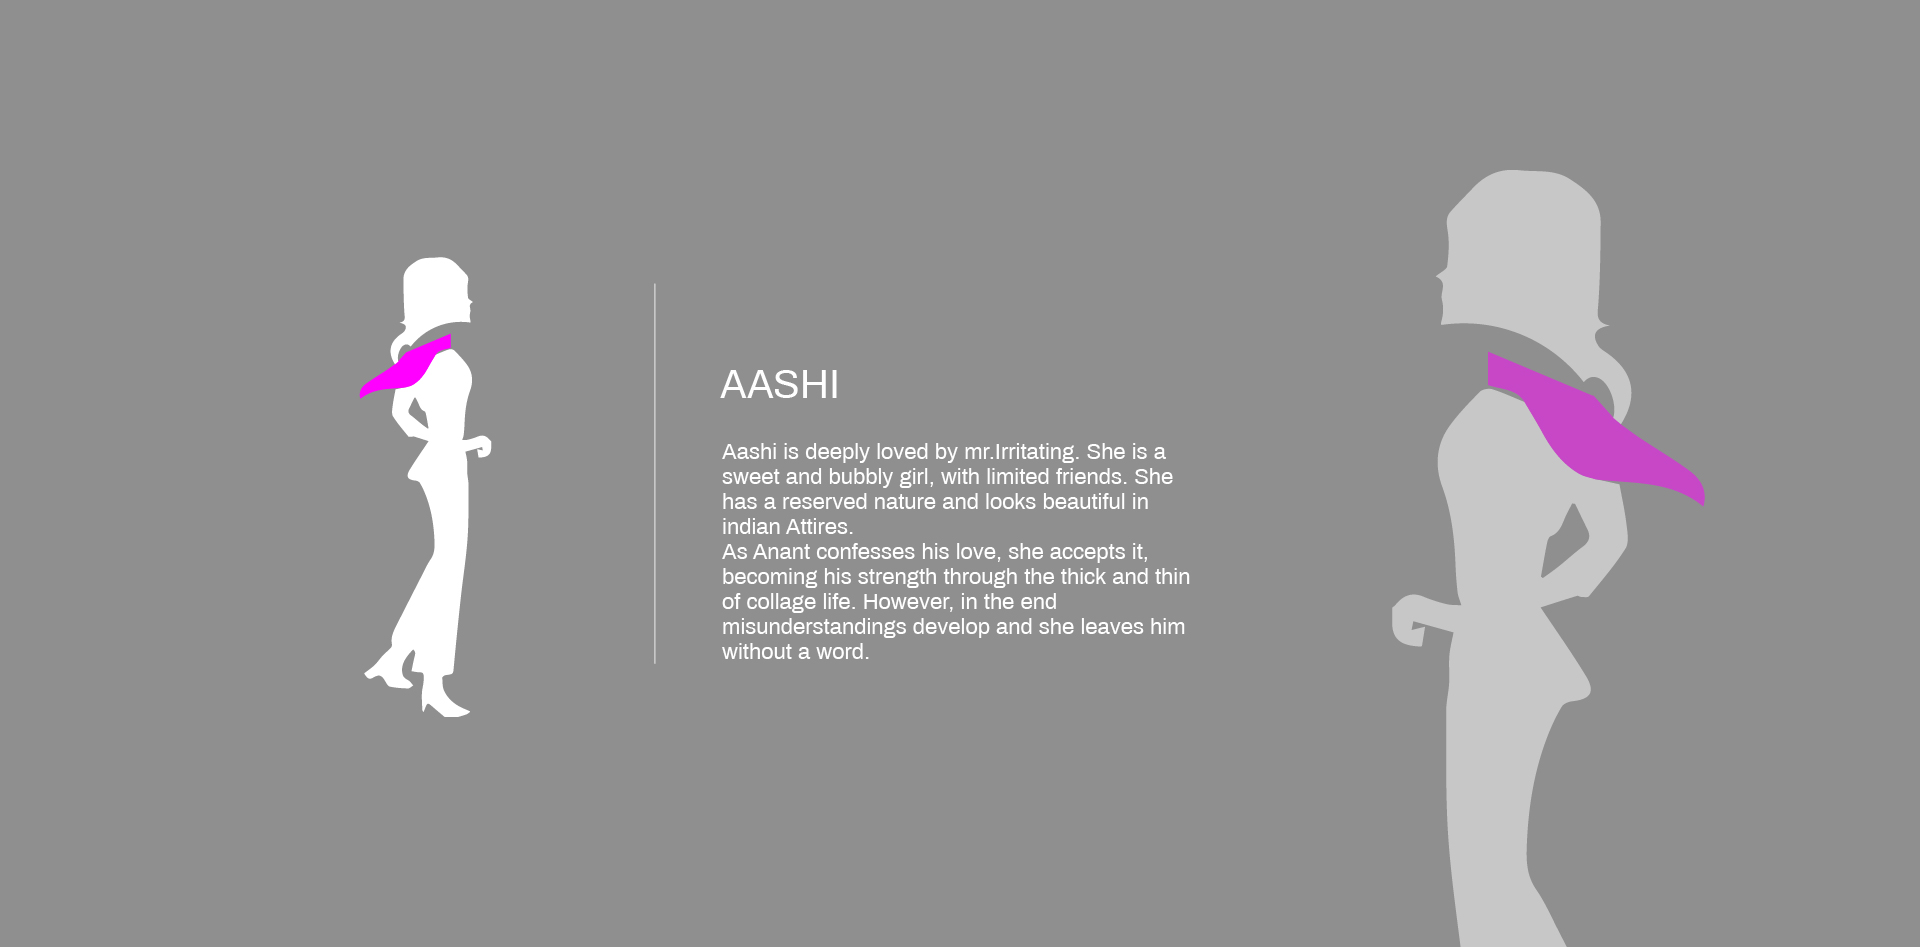 AASHI
Aashi is deeply loved by mr.Irritating. She is a
sweet and bubbly girl, with limited friends. She
has a reserved nature and looks beautiful in
indian Attires.
As Anant confesses his love, she accepts it,
becoming his strength through the thick and thin
of collage life. However, in the end
misunderstandings develop and she leaves him
without a word.